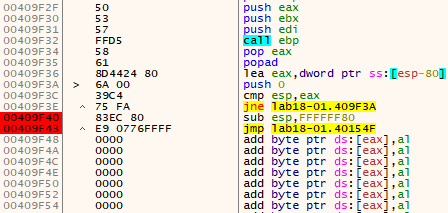 00409F2F 50 push eax
00409F30 53 push ebx
00409F31 57 push edi
00409F32 FFD5 call ebp
00409F34 58 pop eax
00409F35 61 popad
00409F36 8D4424 80 lea eax,dword ptr ss:[esp-80]
00409F3A > 6A 00 push 0
00409F3C 39C4 cmp esp,eax
00409F3E ^ 75 FA jne lab18-01.409F3A
00409F40 83EC 80 sub esp,FFFFFF80
00409F43 ^ E9 0776FFFF jmp lab18-01.40154F
00409F48 0000 add byte ptr ds:[eax],al
00409F4A 0000 add byte ptr ds:[eax],al
00409F4C 0000 add byte ptr ds:[eax],al
00409F4E 0000 add byte ptr ds:[eax],al
00409F50 0000 add byte ptr ds:[eax],al
00409F52 0000 add byte ptr ds:[eax],al
00409F54 0000 add byte ptr ds:[eax],al